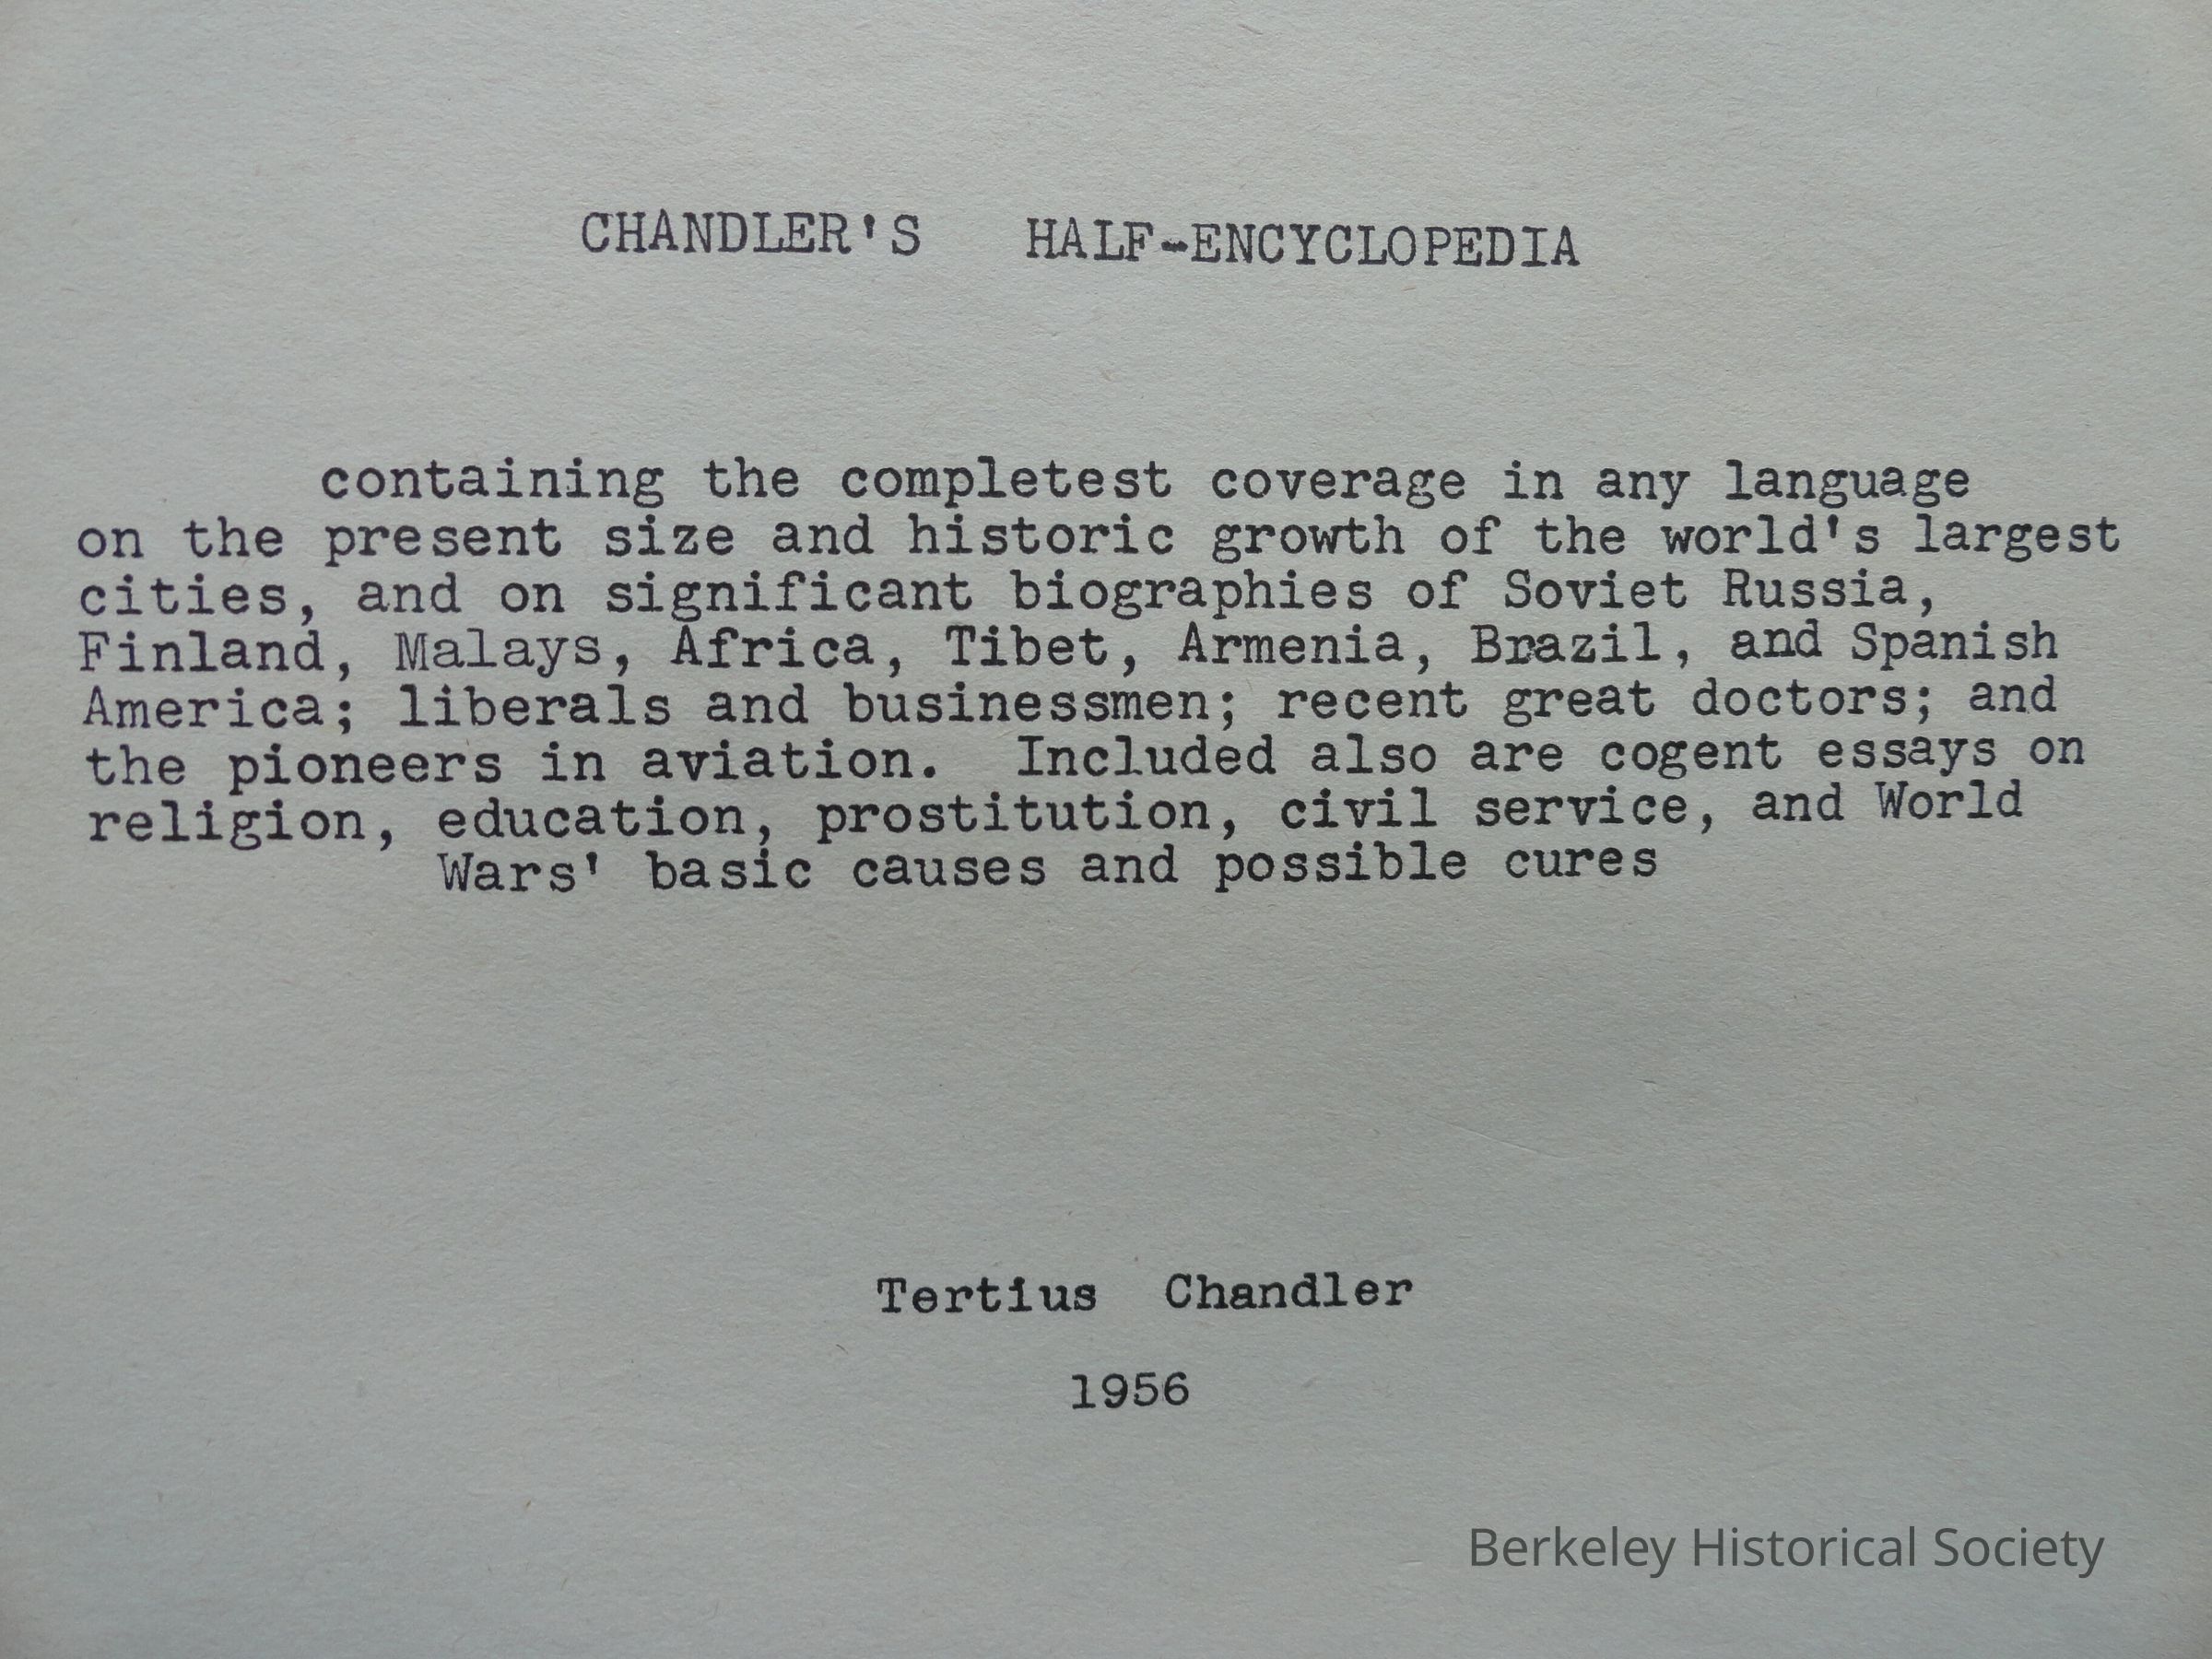 CHANDLER'S HALF-ENCYCLOPEDIA
containing the completest coverage in any language
on the present size and historic growth of the world's largest
cities, and on significant biographies of Soviet Russia,
Finland, Malays, Africa, Tibet, Armenia, Brazil, and Spanish
America; liberals and businessmen; recent great doctors; and
the pioneers in aviation. Included also are cogent essays on
religion, education, prostitution, civil service, and World
Wars' basic causes and possible cures
Tertius Chandler
1956
Berkeley Historical Society